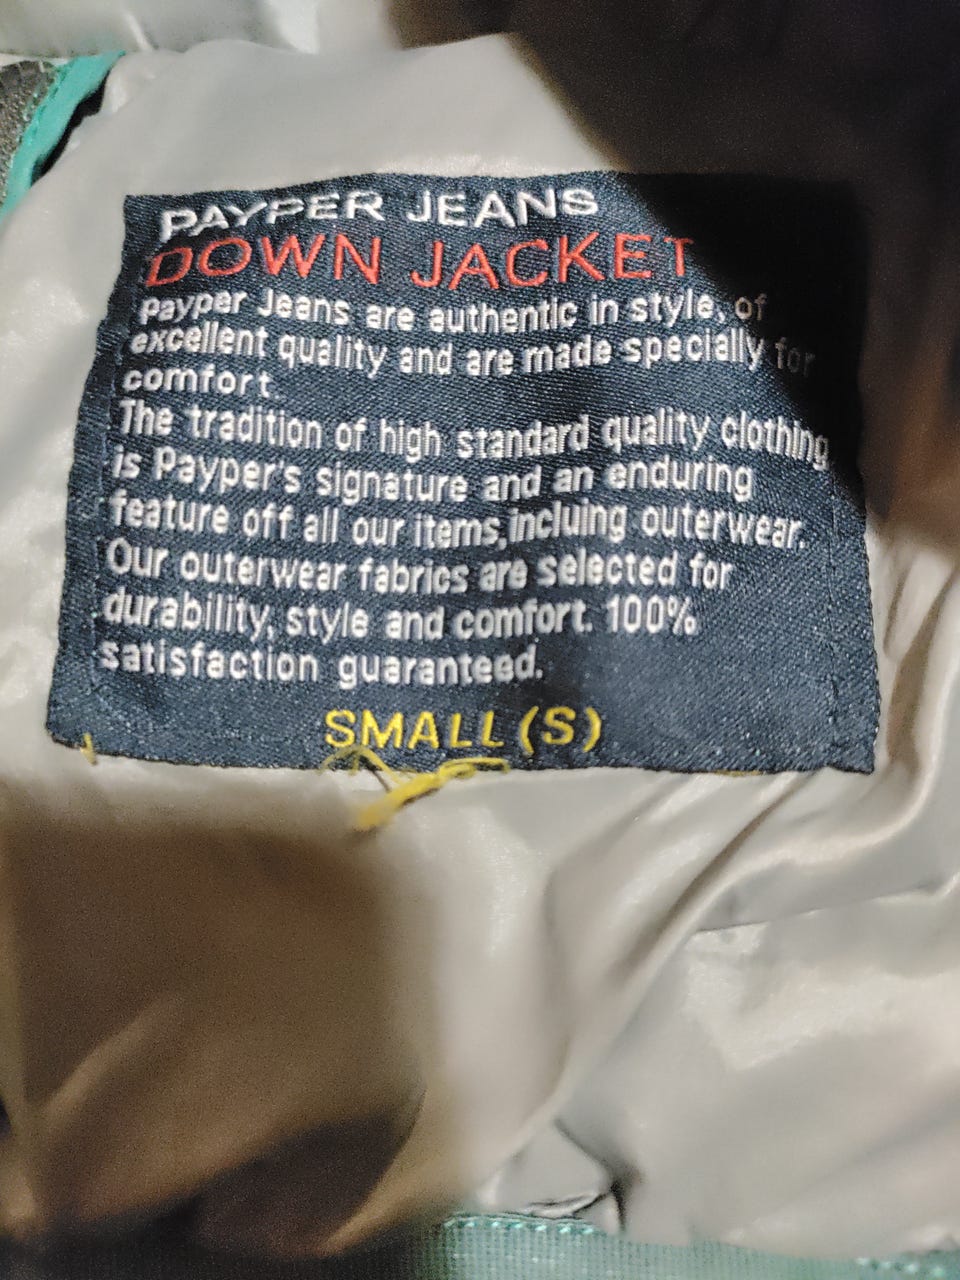 PAYPER JEANS
DOWN JACKET
Payper Jeans are authentic in style, of
excellent quality and are made specially for
comfort.
The tradition of high standard quality clothing
is Payper's signature and an enduring
feature off all our items, incluing outerwear.
Our outerwear fabrics are selected for
durability, style and comfort. 100%
satisfaction guaranteed.
SMALL (S)